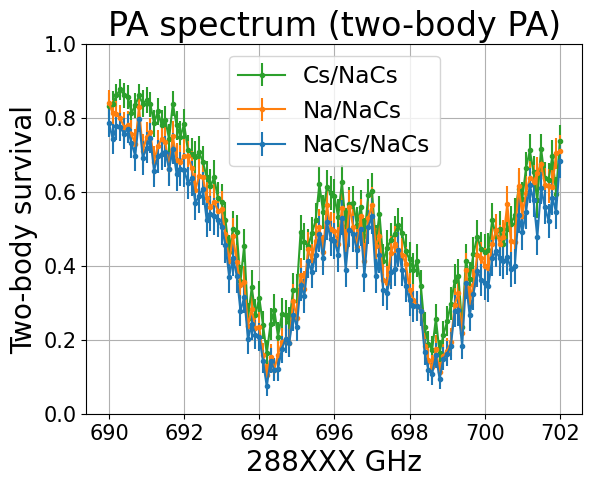 PA spectrum (two-body PA)
Two-body survival
1.0
0.8
0.6
0.4
0.2
0.0
Cs/NaCs
Na/NaCs
NaCs/NaCs
690 692 694 696 698 700 702
288XXX GHz